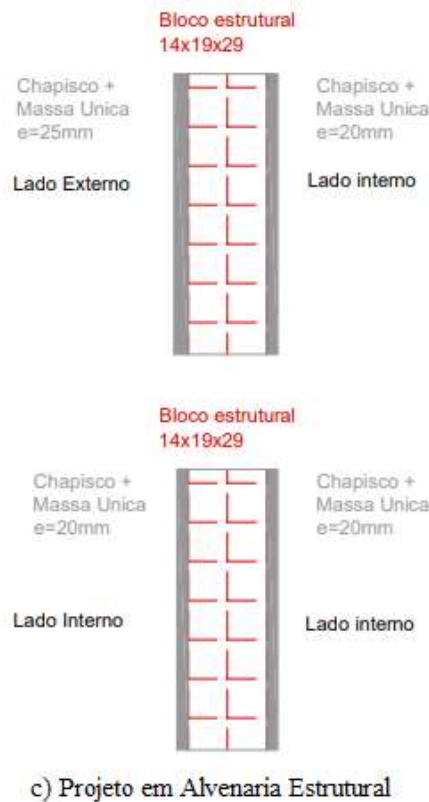 Bloco estrutural
14x19x29
Chapisco +
Massa Unica
e=25mm
Chapisco +
Massa Unica
e=20mm
Lado Externo
Lado interno
Bloco estrutural
14x19x29
Chapisco +
Massa Unica
e=20mm
Chapisco +
Massa Unica
e=20mm
Lado Interno
Lado interno
c) Projeto em Alvenaria Estrutural